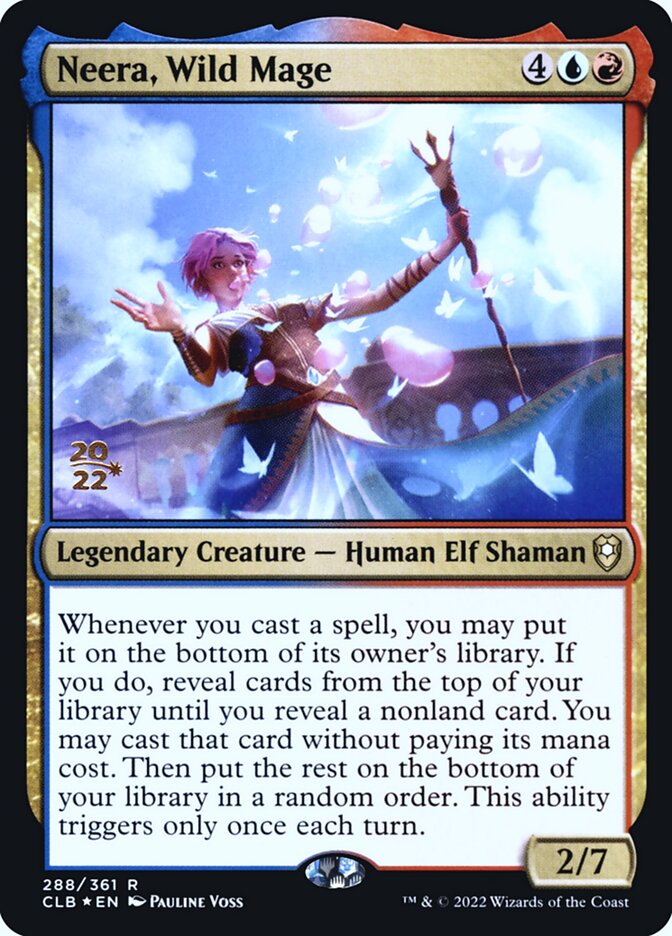 Neera, Wild Mage
4
20
22
Legendary Creature — Human Elf Shaman
Whenever you cast a spell, you may put
it on the bottom of its owner's library. If
you do, reveal cards from the top of your
library until you reveal a nonland card. You
may cast that card without paying its mana
cost. Then put the rest on the bottom of
your library in a random order. This ability
triggers only once each turn.
2/7
288/361 R
CLB ★ EN Pauline Voss
™ & © 2022 Wizards of the Coast